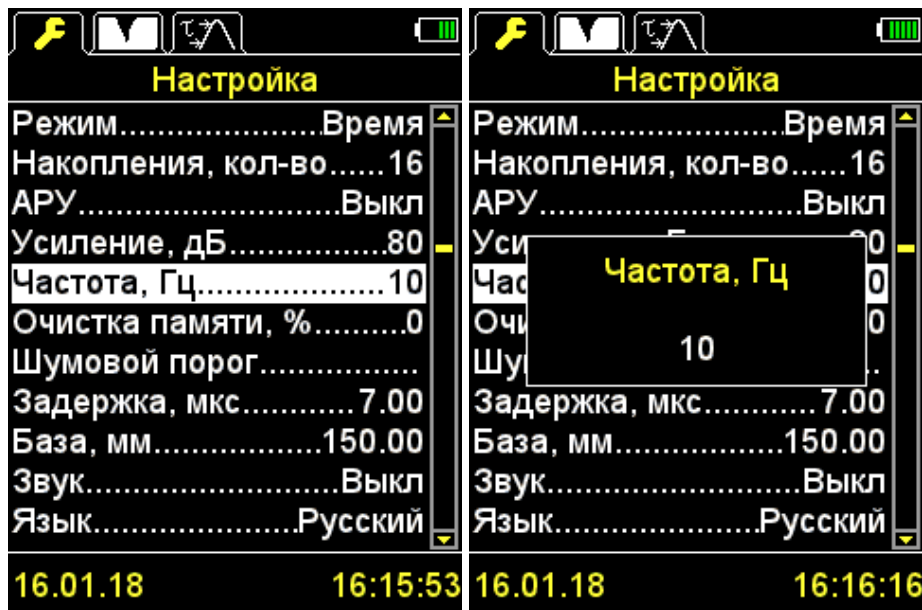 Настройка
Режим.....................Время
Накопления, кол-во......16
АРУ...........................Выкл
Усиление, дБ................80
Частота, Гц...................10
Очистка памяти, %..........0
Шумовой порог................
Задержка, мкс............7.00
База, мм.................150.00
Звук..........................Выкл
Язык.....................Русский
16.01.18 16:15:53
Настройка
Режим.....................Время
Накопления, кол-во......16
АРУ...........................Выкл
Частота, Гц
10
Задержка, мкс............7.00
База, мм.................150.00
Звук..........................Выкл
Язык.....................Русский
16.01.18 16:16:16